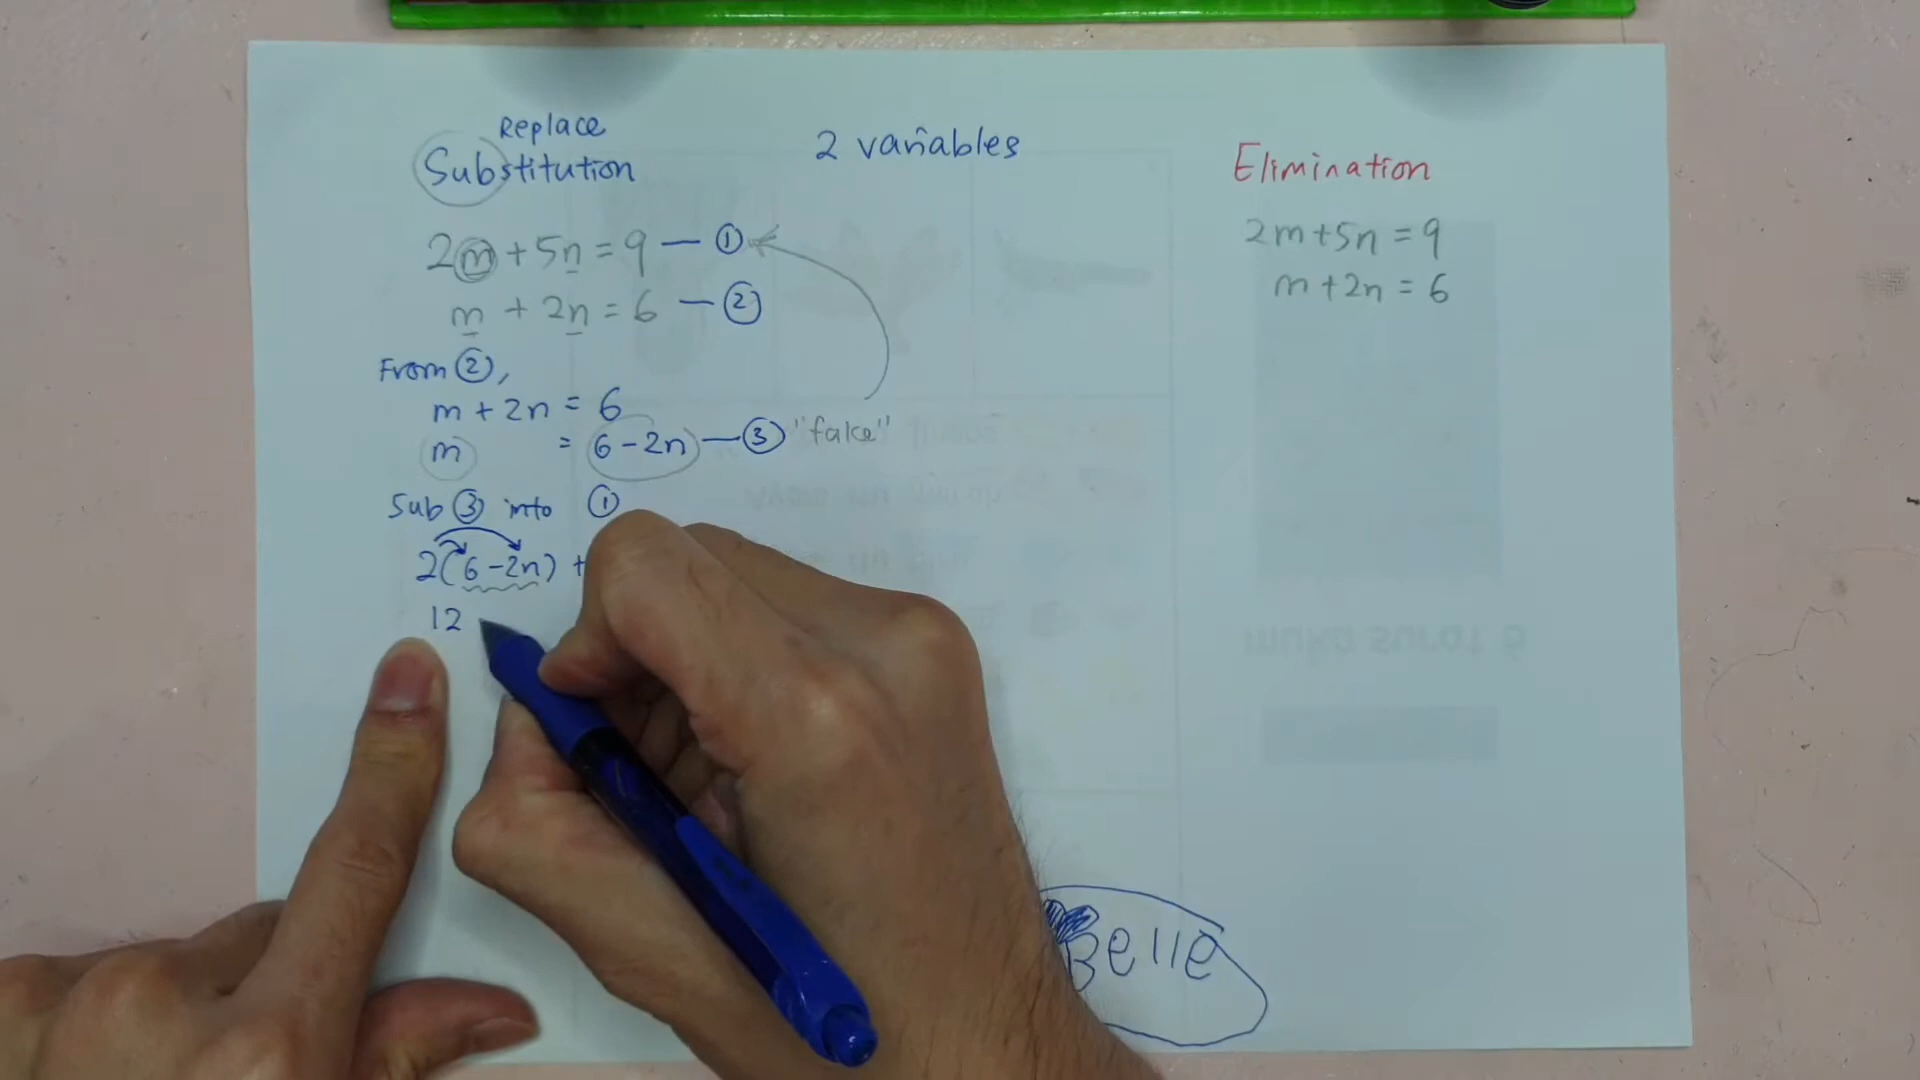 Replace
Substitution
2m + 5n = 9 — ①
m + 2n = 6 — ②
From ②,
m + 2n = 6
m = 6 - 2n — ③ "fake"
Sub ③ into ①
2(6 - 2n) +
12
2 variables
Elimination
2m + 5n = 9
m + 2n = 6
Belle